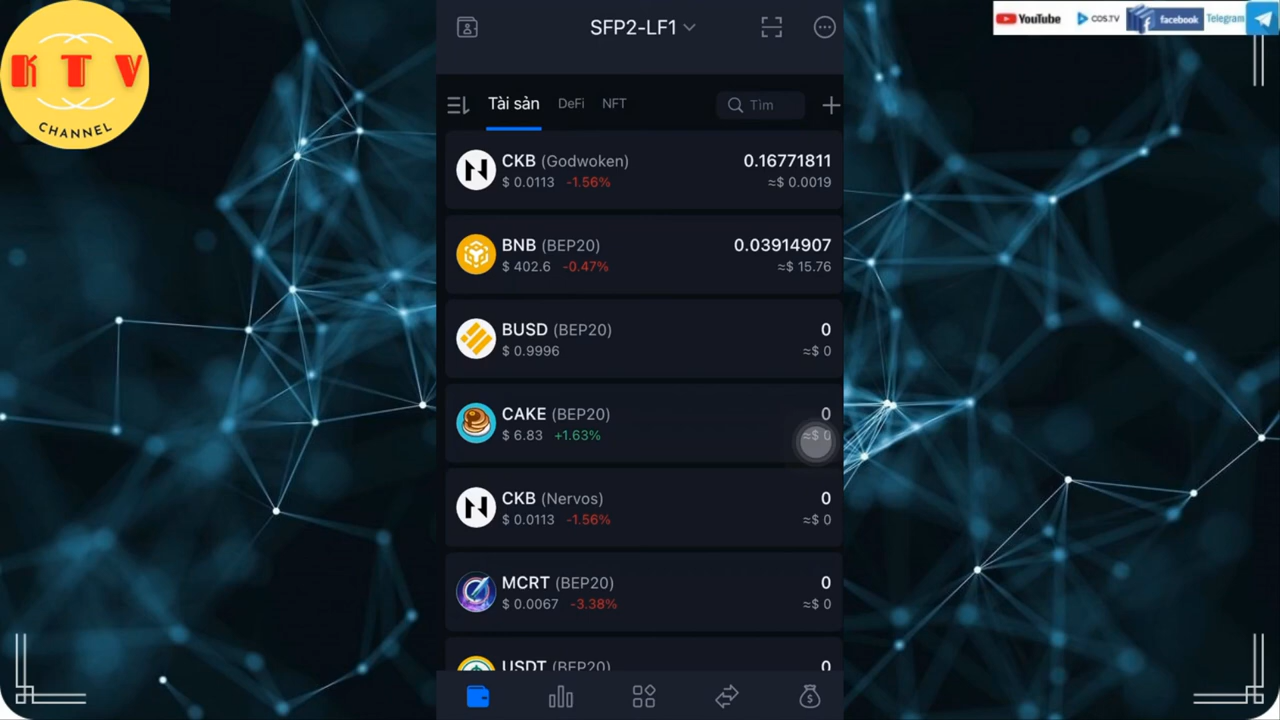 K T V
CHANNEL
YouTube COS.TV facebook Telegram
SFP2-LF1
Tài sản DeFi NFT Tìm
CKB (Godwoken) 0.16771811
$ 0.0113 -1.56% ≈$ 0.0019
BNB (BEP20) 0.03914907
$ 402.6 -0.47% ≈$ 15.76
BUSD (BEP20) 0
$ 0.9996 ≈$ 0
CAKE (BEP20) 0
$ 6.83 +1.63% ≈$ 0
CKB (Nervos) 0
$ 0.0113 -1.56% ≈$ 0
MCRT (BEP20) 0
$ 0.0067 -3.38% ≈$ 0
USDT (BEP20) 0